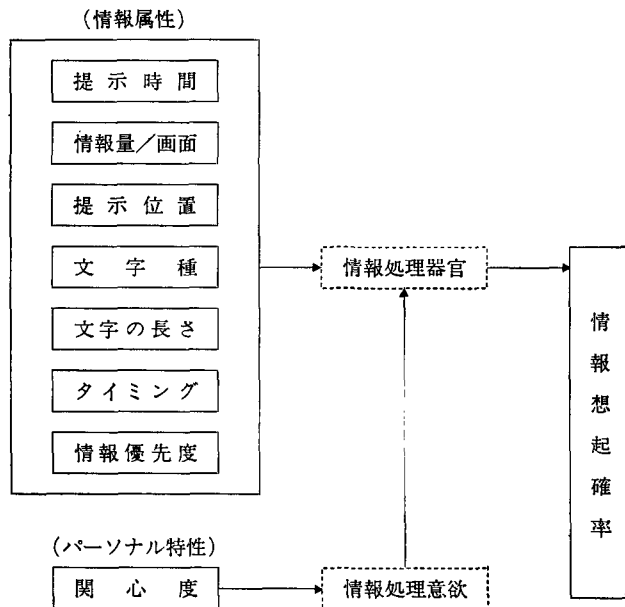 (情報属性)
提示時間
情報量/画面
提示位置
文字種
文字の長さ
タイミング
情報優先度
情報処理器官
情報想起確率
(パーソナル特性)
関心度
情報処理意欲